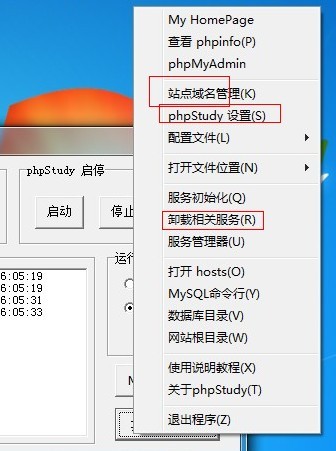 My HomePage
查看 phpinfo(P)
phpMyAdmin
站点域名管理(K)
phpStudy 设置(S)
配置文件(L)
打开文件位置(N)
服务初始化(Q)
卸载相关服务(R)
服务管理器(U)
打开 hosts(O)
MySQL命令行(Y)
数据库目录(V)
网站根目录(W)
使用说明教程(X)
关于phpStudy(T)
退出程序(Z)
phpStudy 启停
启动
停止
6:05:19
6:05:19
6:05:31
6:05:33
运行
M